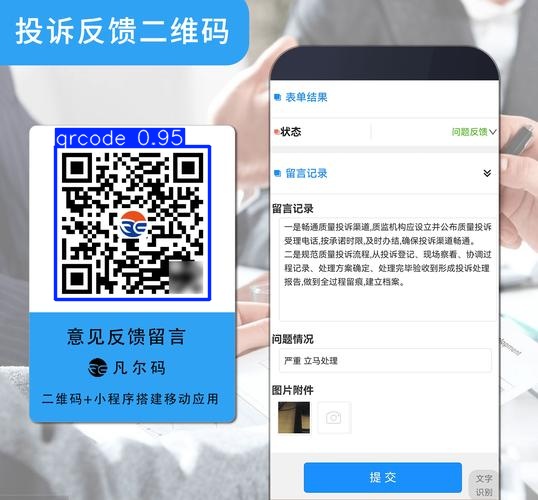 投诉反馈二维码
qrcode 0.95
意见反馈留言
凡尔码
二维码+小程序搭建移动应用
表单结果
状态
问题反馈
留言记录
留言记录
一是畅通质量投诉渠道,质监机构应设立并公布质量投诉
受理电话,按承诺时限,及时办结,确保投诉渠道畅通。
二是规范质量投诉流程,从投诉登记、现场察看、协调过
程记录、处理方案确定、处理完毕验收到形成投诉处理
报告,做到全过程留痕,建立档案。
问题情况
严重 立马处理
图片附件
提交
文字
识别